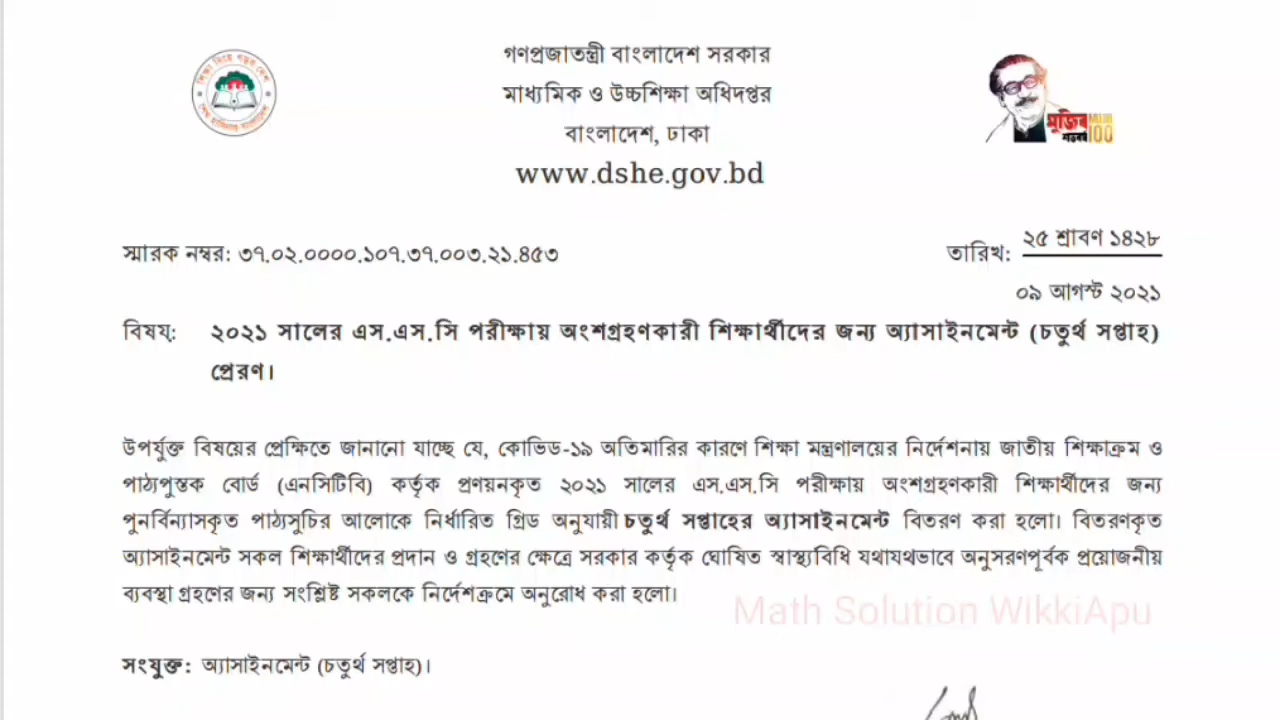 গণপ্রজাতন্ত্রী বাংলাদেশ সরকার
মাধ্যমিক ও উচ্চশিক্ষা অধিদপ্তর
বাংলাদেশ, ঢাকা
www.dshe.gov.bd
শিক্ষা নিয়ে গড়ব দেশ
শেখ হাসিনার বাংলাদেশ
মুজিব MUJIB
শতবর্ষ 100
স্মারক নম্বর: ৩৭.০২.০০০০.১০৭.৩৭.০০৩.২১.৪৫৩
তারিখ: ২৫ শ্রাবণ ১৪২৮
০৯ আগস্ট ২০২১
বিষয়: ২০২১ সালের এস.এস.সি পরীক্ষায় অংশগ্রহণকারী শিক্ষার্থীদের জন্য অ্যাসাইনমেন্ট (চতুর্থ সপ্তাহ)
প্রেরণ।
উপর্যুক্ত বিষয়ের প্রেক্ষিতে জানানো যাচ্ছে যে, কোভিড-১৯ অতিমারির কারণে শিক্ষা মন্ত্রণালয়ের নির্দেশনায় জাতীয় শিক্ষাক্রম ও
পাঠ্যপুস্তক বোর্ড (এনসিটিবি) কর্তৃক প্রণয়নকৃত ২০২১ সালের এস.এস.সি পরীক্ষায় অংশগ্রহণকারী শিক্ষার্থীদের জন্য
পুনর্বিন্যাসকৃত পাঠ্যসুচির আলোকে নির্ধারিত গ্রিড অনুযায়ী চতুর্থ সপ্তাহের অ্যাসাইনমেন্ট বিতরণ করা হলো। বিতরণকৃত
অ্যাসাইনমেন্ট সকল শিক্ষার্থীদের প্রদান ও গ্রহণের ক্ষেত্রে সরকার কর্তৃক ঘোষিত স্বাস্থ্যবিধি যথাযথভাবে অনুসরণপূর্বক প্রয়োজনীয়
ব্যবস্থা গ্রহণের জন্য সংশ্লিষ্ট সকলকে নির্দেশক্রমে অনুরোধ করা হলো।
Math Solution WikkiApu
সংযুক্ত: অ্যাসাইনমেন্ট (চতুর্থ সপ্তাহ)।